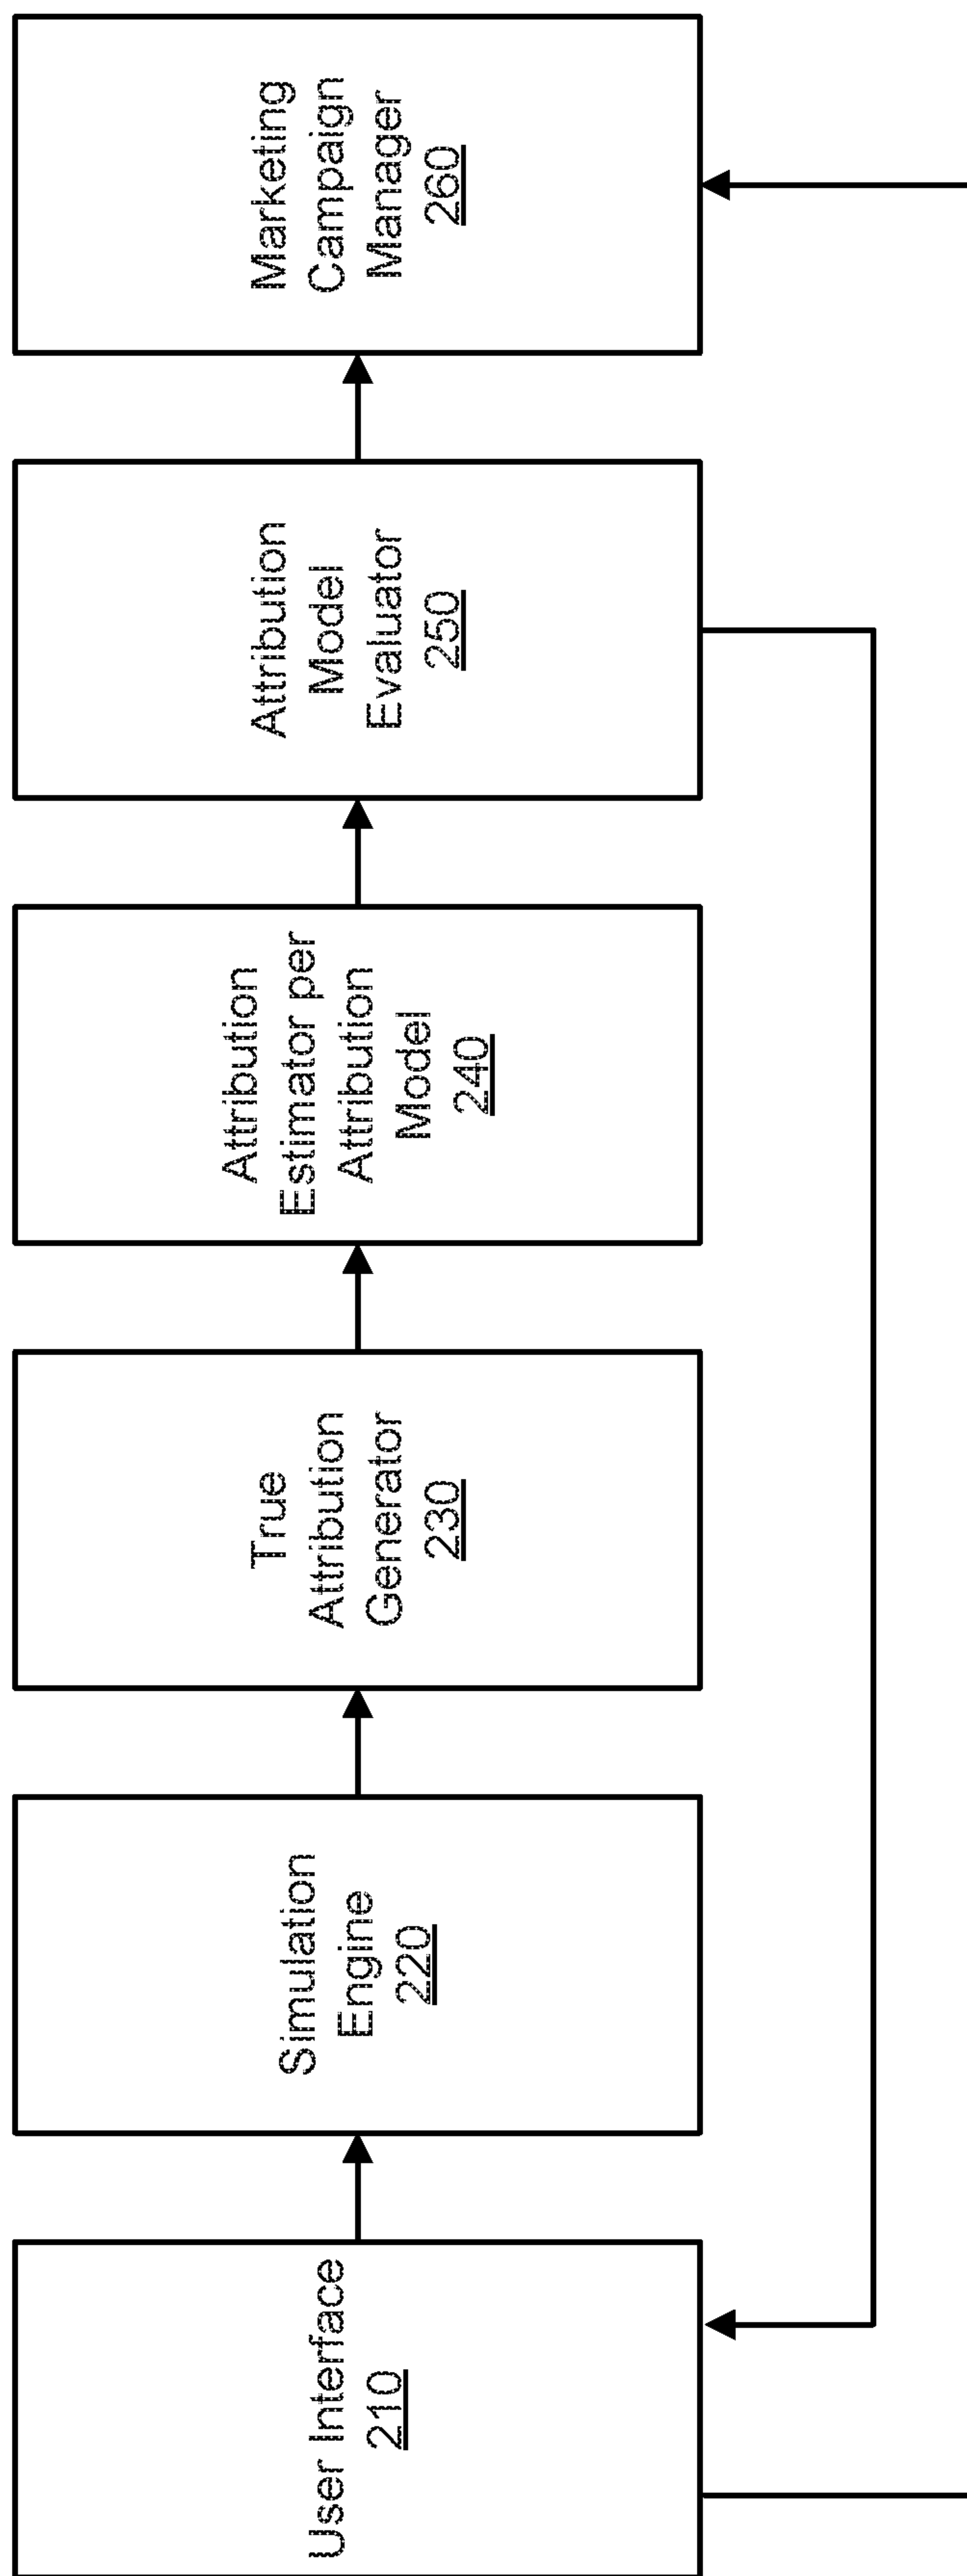 User Interface
210
Simulation
Engine
220
True
Attribution
Generator
230
Attribution
Estimator per
Attribution
Model
240
Attribution
Model
Evaluator
250
Marketing
Campaign
Manager
260